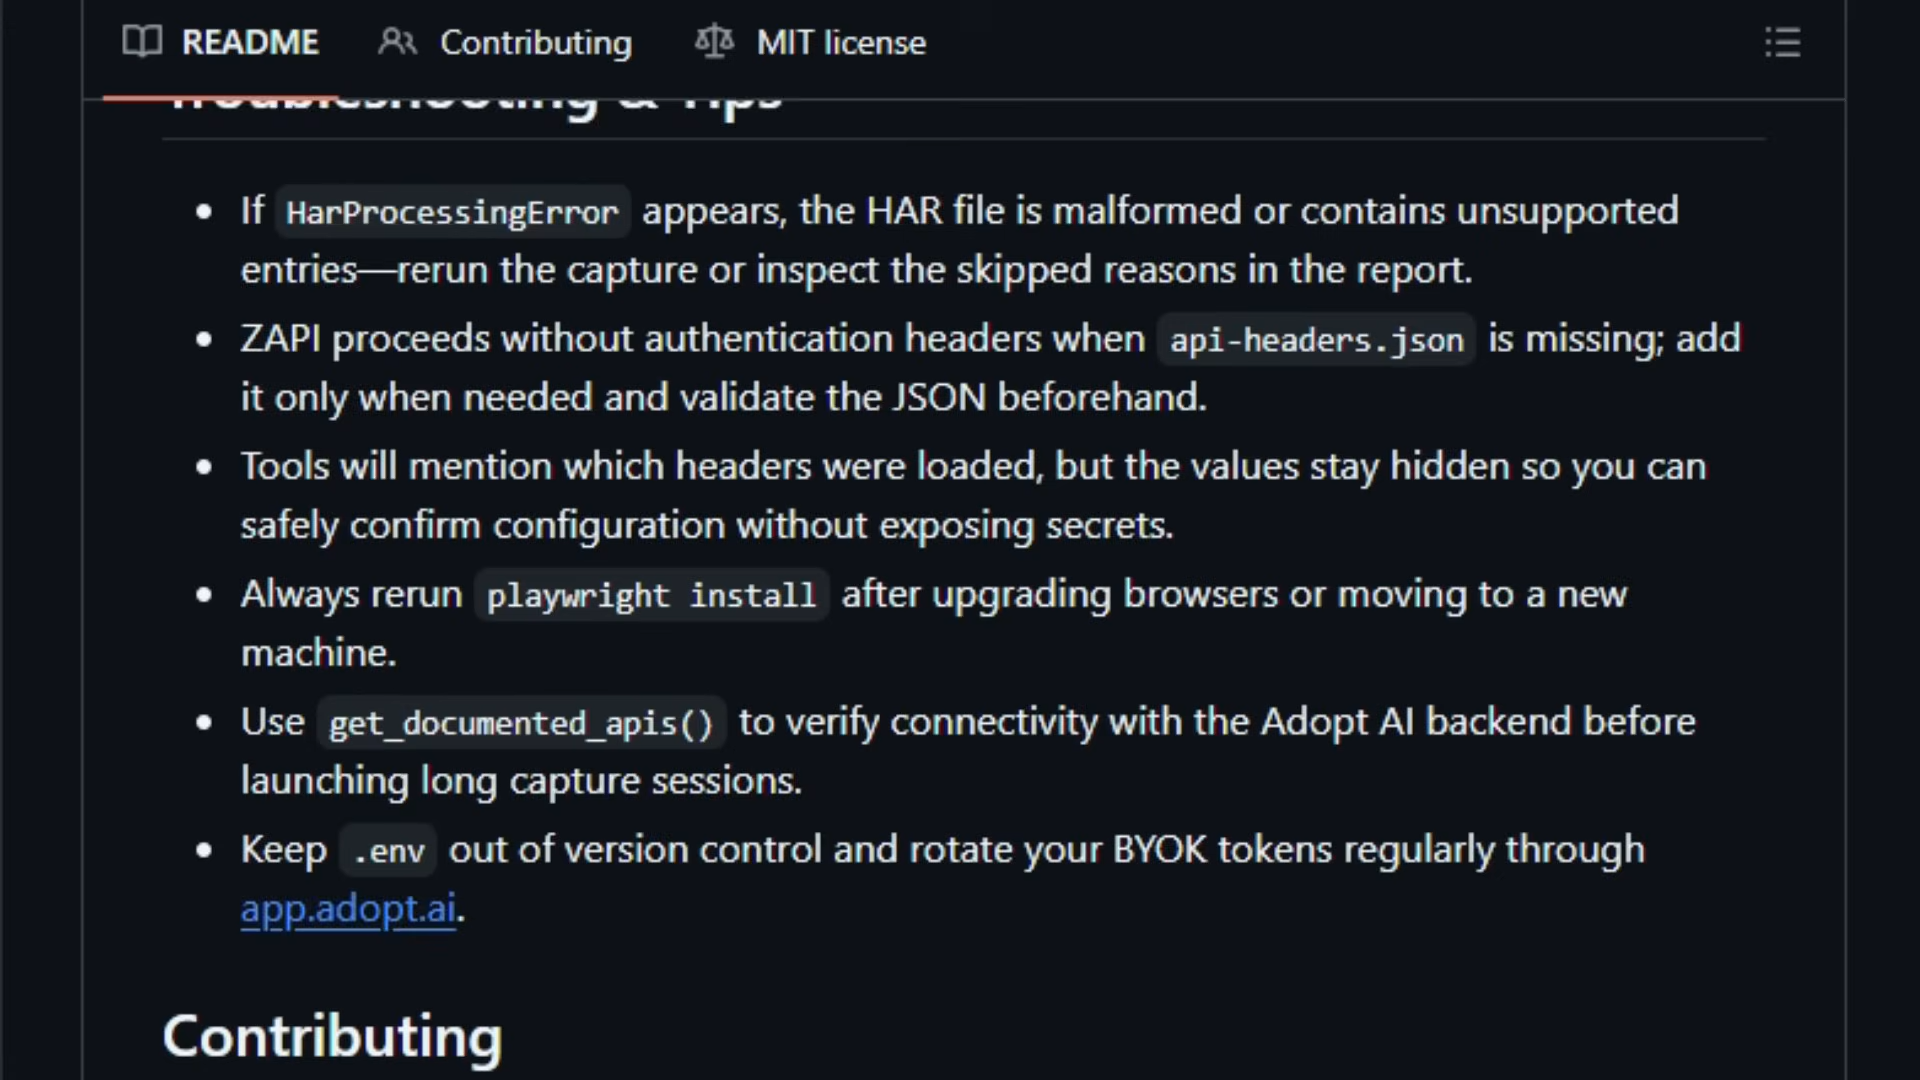 README Contributing MIT license
Troubleshooting & Tips
If HarProcessingError appears, the HAR file is malformed or contains unsupported
entries—rerun the capture or inspect the skipped reasons in the report.
ZAPI proceeds without authentication headers when api-headers.json is missing; add
it only when needed and validate the JSON beforehand.
Tools will mention which headers were loaded, but the values stay hidden so you can
safely confirm configuration without exposing secrets.
Always rerun playwright install after upgrading browsers or moving to a new
machine.
Use get_documented_apis() to verify connectivity with the Adopt AI backend before
launching long capture sessions.
Keep .env out of version control and rotate your BYOK tokens regularly through
app.adopt.ai.
Contributing